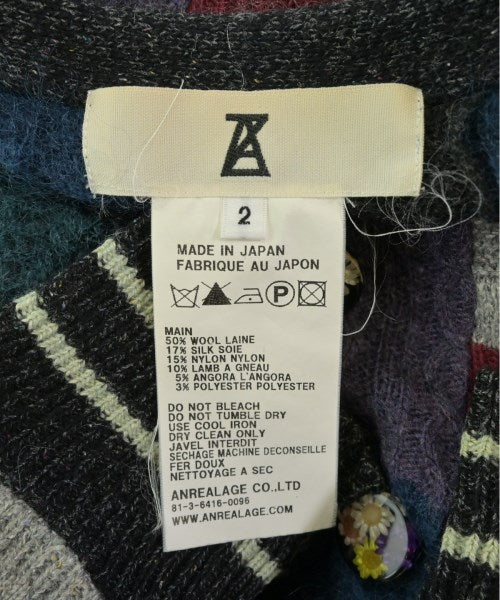 2
MADE IN JAPAN
FABRIQUE AU JAPON
P
MAIN
50% WOOL LAINE
17% SILK SOIE
15% NYLON NYLON
10% LAMB A GNEAU
5% ANGORA L'ANGORA
3% POLYESTER POLYESTER
DO NOT BLEACH
DO NOT TUMBLE DRY
USE COOL IRON
DRY CLEAN ONLY
JAVEL INTERDIT
SECHAGE MACHINE DECONSEILLE
FER DOUX
NETTOYAGE A SEC
ANREALAGE CO.,LTD
81-3-6416-0096
WWW.ANREALAGE.COM